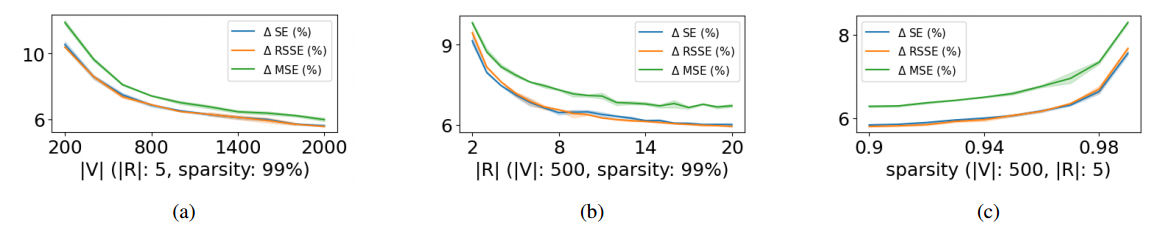 Δ SE (%)
Δ RSSE (%)
Δ MSE (%)
10
6
200 800 1400 2000
|V| (|R|: 5, sparsity: 99%)
(a)
Δ SE (%)
Δ RSSE (%)
Δ MSE (%)
9
6
2 8 14 20
|R| (|V|: 500, sparsity: 99%)
(b)
Δ SE (%)
Δ RSSE (%)
Δ MSE (%)
8
6
0.9 0.94 0.98
sparsity (|V|: 500, |R|: 5)
(c)